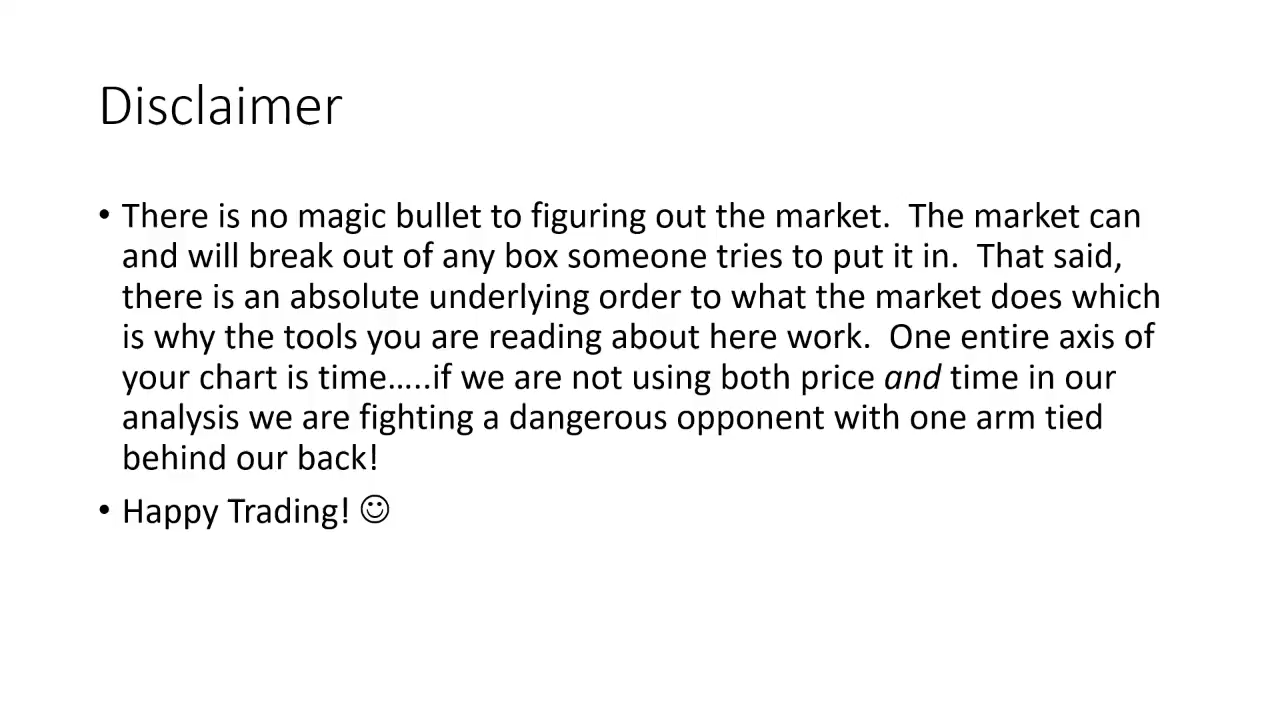 Disclaimer
• There is no magic bullet to figuring out the market.  The market can
and will break out of any box someone tries to put it in.  That said,
there is an absolute underlying order to what the market does which
is why the tools you are reading about here work.  One entire axis of
your chart is time…..if we are not using both price and time in our
analysis we are fighting a dangerous opponent with one arm tied
behind our back!
• Happy Trading! ☺